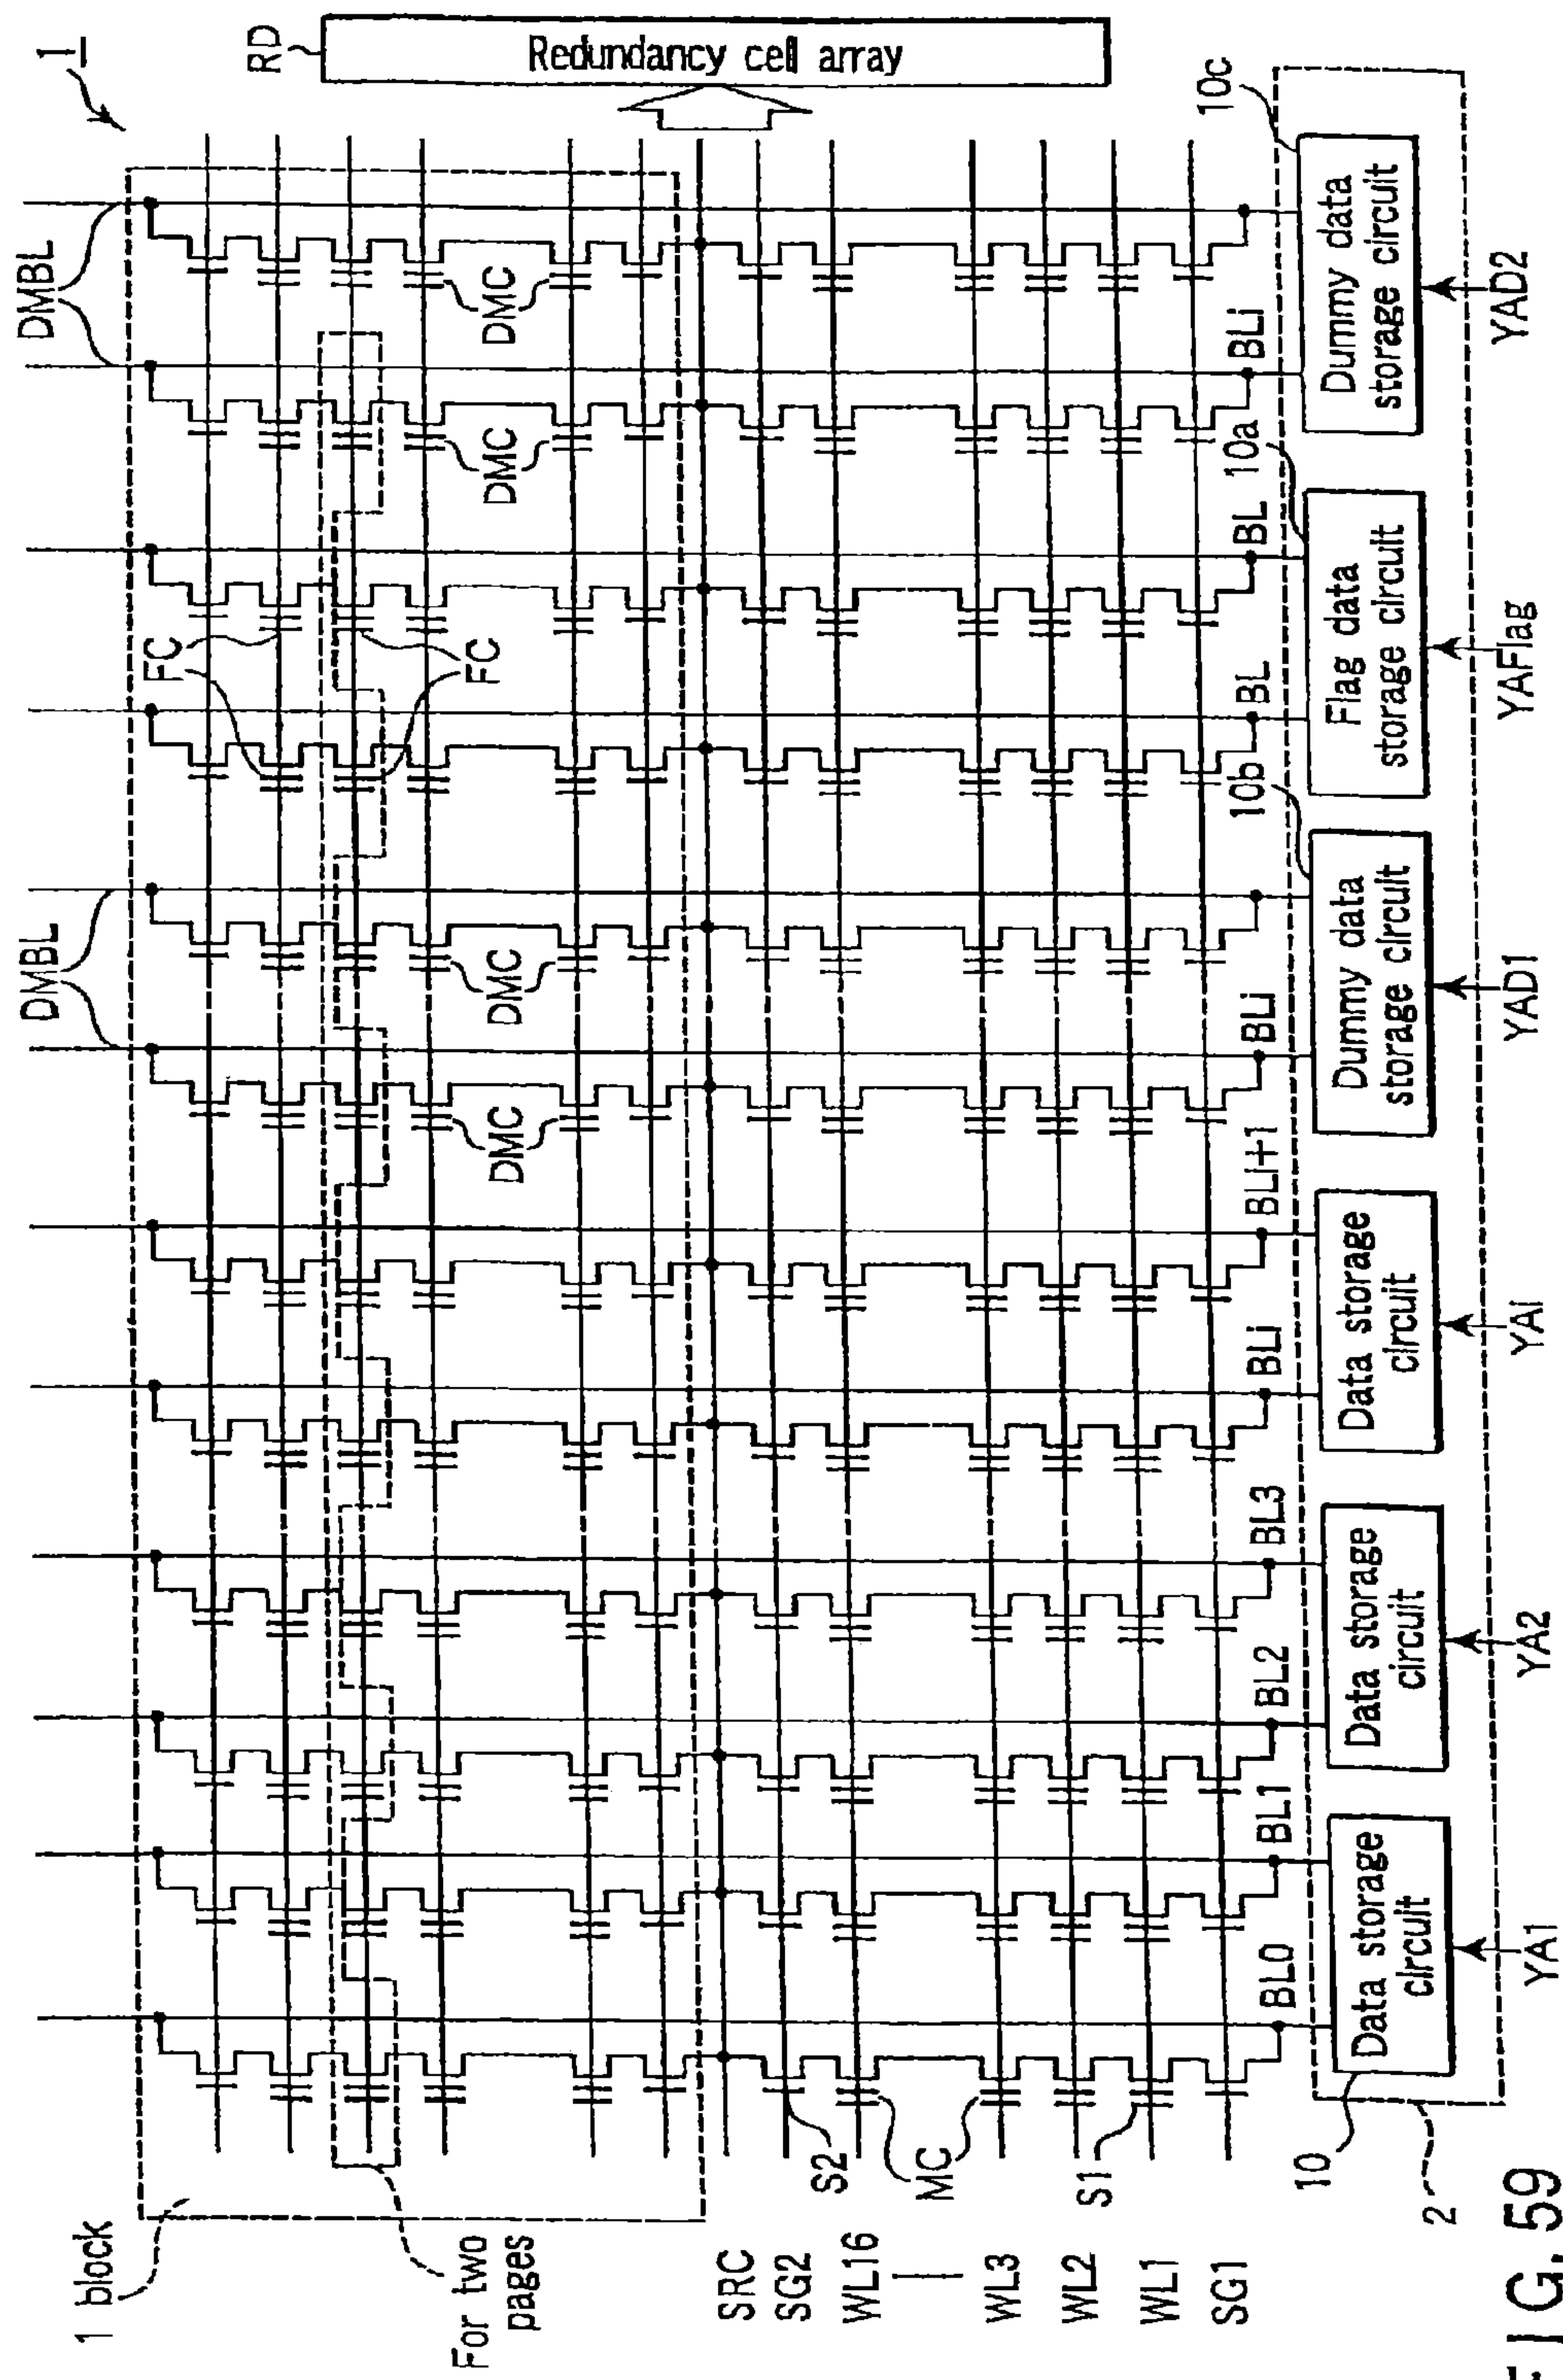 1
RD
Redundancy cell array
DMBL
DMBL
1 block
For two
pages
FC
FC
DMC
DMC
DMC
DMC
SRC
SG2
WL16
WL3
WL2
WL1
SG1
S2
MC
S1
BL0
BL1
BL2
BL3
BLi
BLi+1
BLi
BL
BL
BLi
10
10b
10a
10c
2
Data storage
circuit
Data storage
circuit
Data storage
circuit
Dummy data
storage circuit
Flag data
storage circuit
Dummy data
storage circuit
YA1
YA2
YAi
YAD1
YAFlag
YAD2
FIG. 59